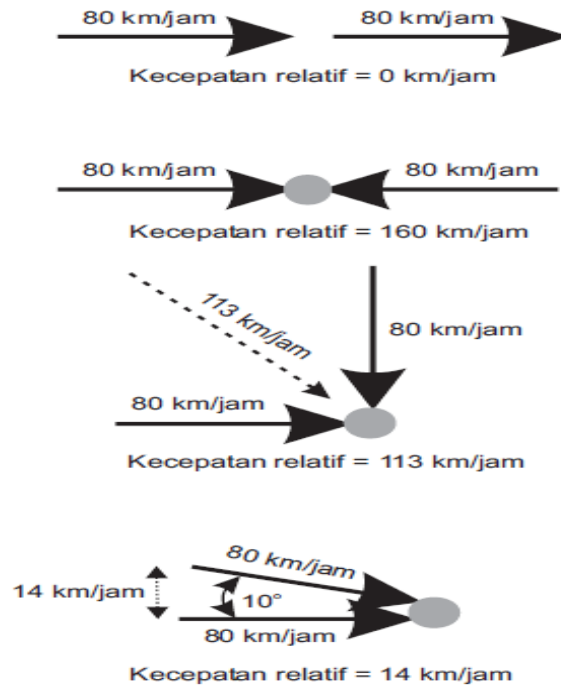 80 km/jam 80 km/jam
Kecepatan relatif = 0 km/jam
80 km/jam 80 km/jam
Kecepatan relatif = 160 km/jam
113 km/jam
80 km/jam
80 km/jam
Kecepatan relatif = 113 km/jam
80 km/jam
14 km/jam
10°
80 km/jam
Kecepatan relatif = 14 km/jam